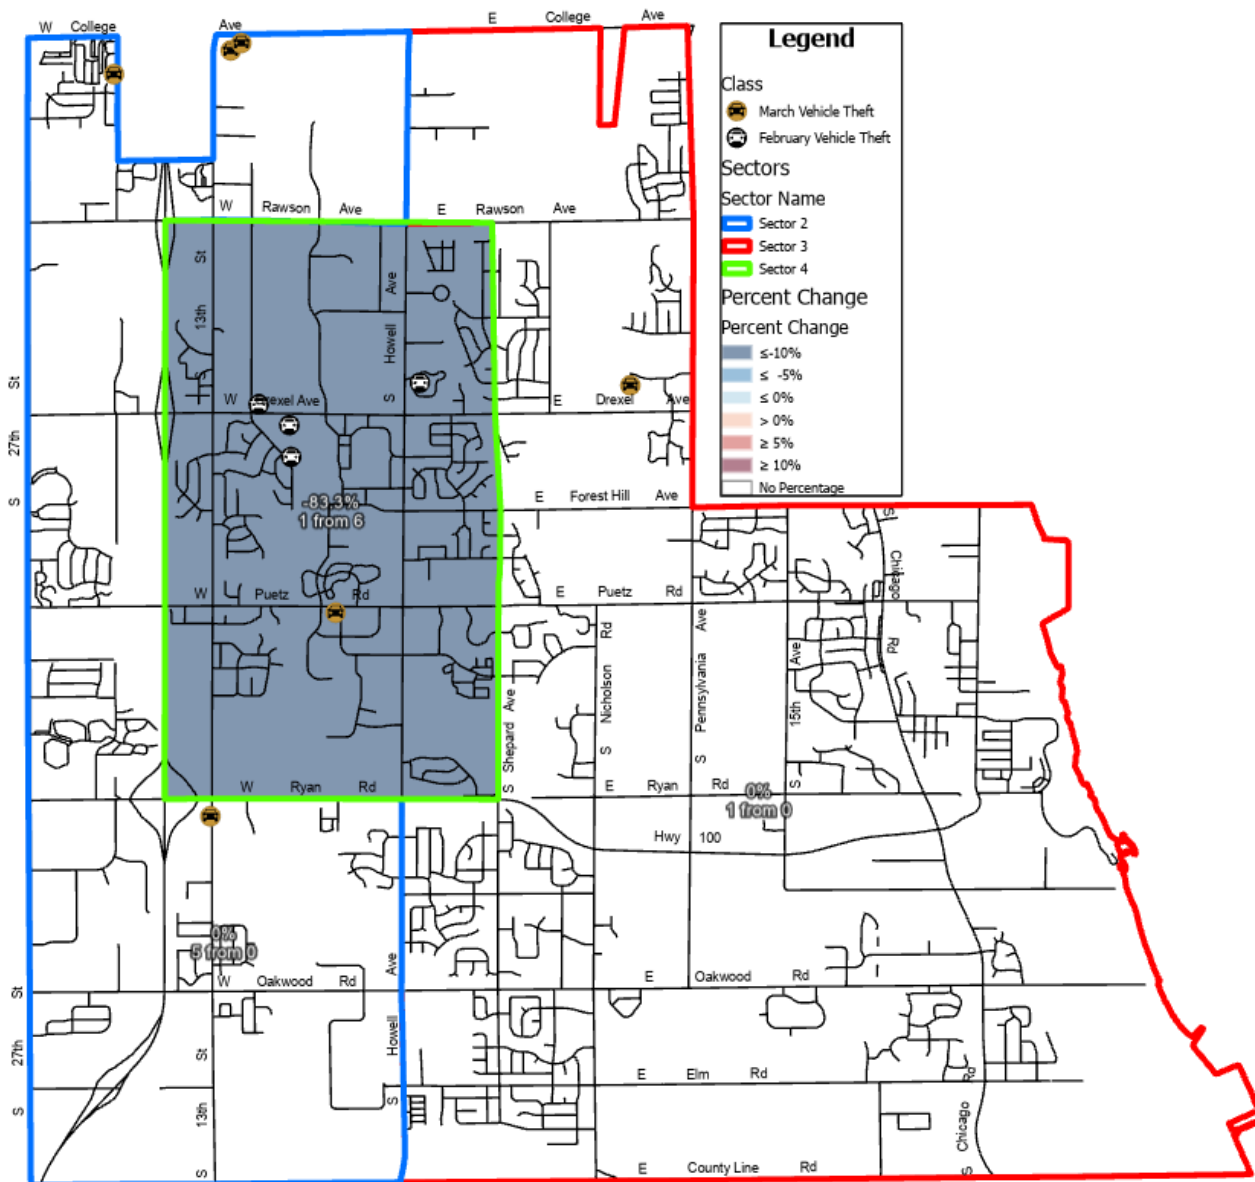 W College Ave
E College Ave
Legend
Class
March Vehicle Theft
February Vehicle Theft
Sectors
Sector Name
Sector 2
Sector 3
Sector 4
Percent Change
Percent Change
≤-10%
≤ -5%
≤ 0%
> 0%
≥ 5%
≥ 10%
No Percentage
W Rawson Ave
E Rawson Ave
S 13th St
S Howell Ave
S 27th St
W Drexel Ave
E Drexel Ave
-83.3%
1 from 6
E Forest Hill Ave
W Puetz Rd
E Puetz Rd
S Chicago Rd
S Shepard Ave
S Nicholson Rd
S Pennsylvania Ave
S 15th Ave
W Ryan Rd
E Ryan Rd
0%
1 from 0
Hwy 100
0%
5 from 0
W Oakwood Rd
E Oakwood Rd
S 27th St
S 13th St
S Howell Ave
E Elm Rd
S Chicago Rd
E County Line Rd